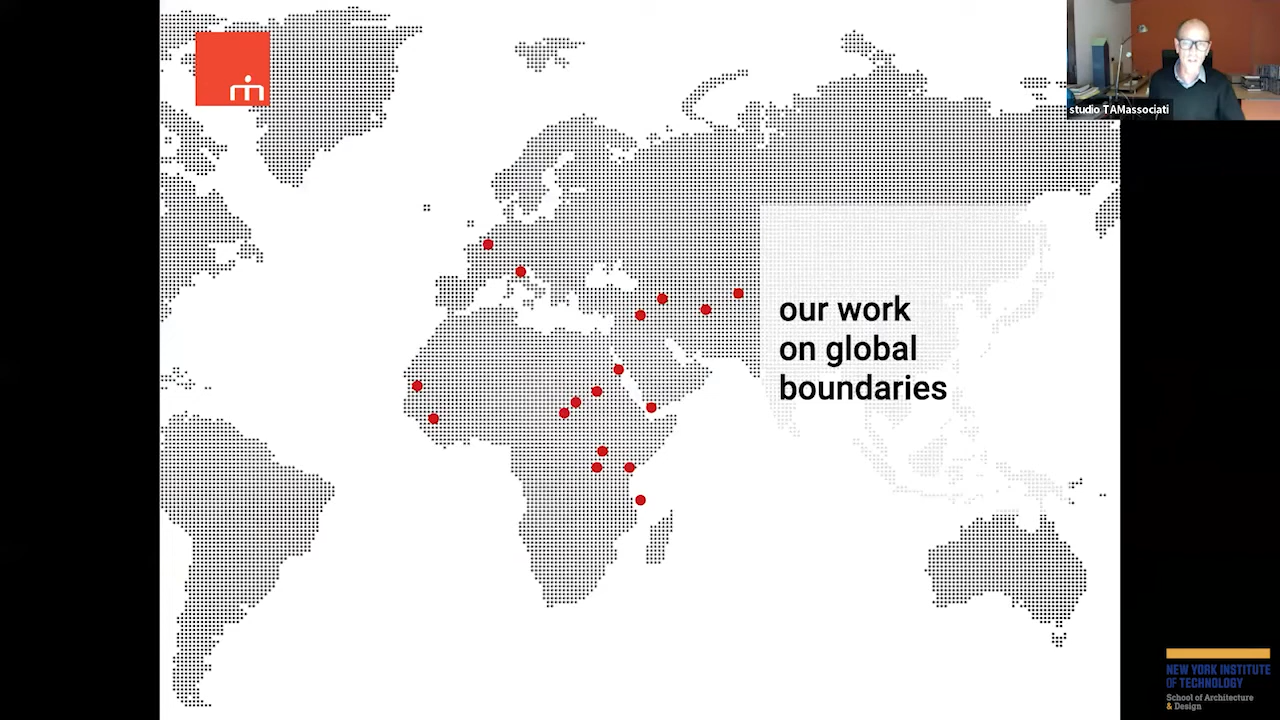 studio TAMassociati
our work
on global
boundaries
NEW YORK INSTITUTE
OF TECHNOLOGY
School of Architecture
& Design